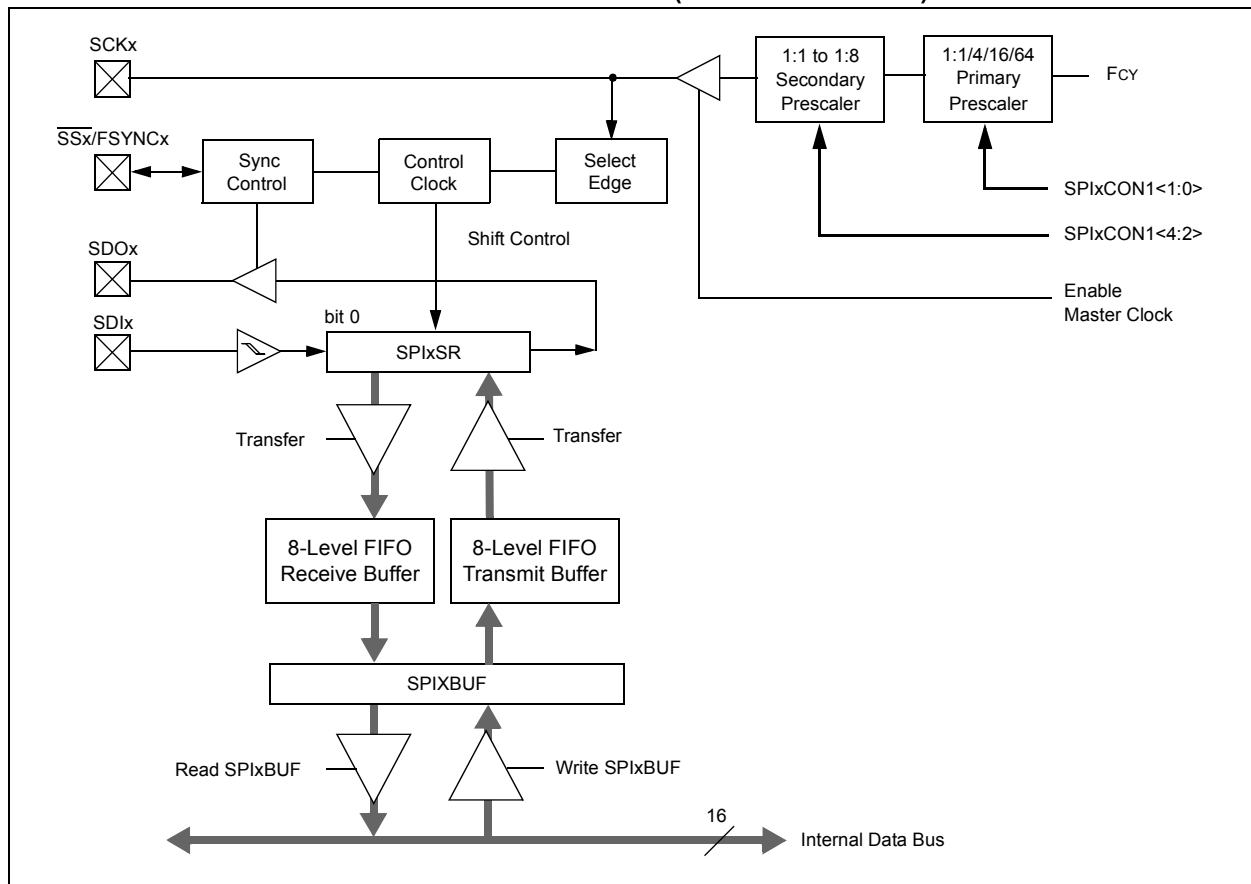 SCKx
1:1 to 1:8
Secondary
Prescaler
1:1/4/16/64
Primary
Prescaler
FCY
SSx/FSYNCx
Sync
Control
Control
Clock
Select
Edge
SPIxCON1<1:0>
SPIxCON1<4:2>
Shift Control
SDOx
Enable
Master Clock
bit 0
SDIx
SPIxSR
Transfer
Transfer
8-Level FIFO
Receive Buffer
8-Level FIFO
Transmit Buffer
SPIXBUF
Read SPIxBUF
Write SPIxBUF
16
Internal Data Bus